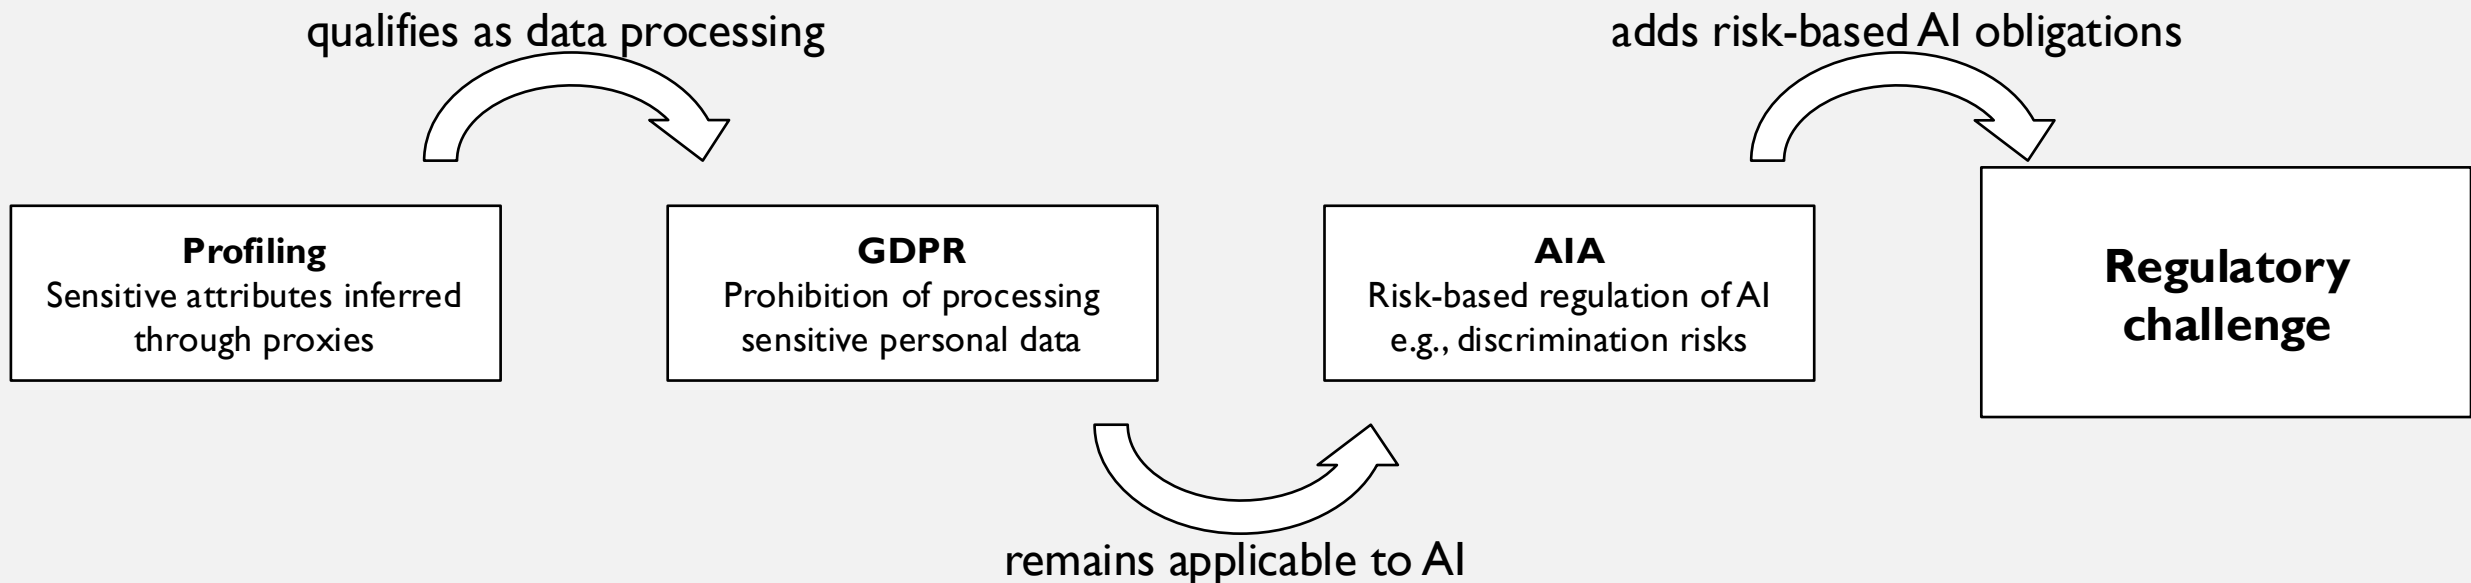 qualifies as data processing
adds risk-based AI obligations
Profiling
Sensitive attributes inferred
through proxies
GDPR
Prohibition of processing
sensitive personal data
AIA
Risk-based regulation of AI
e.g., discrimination risks
Regulatory
challenge
remains applicable to AI